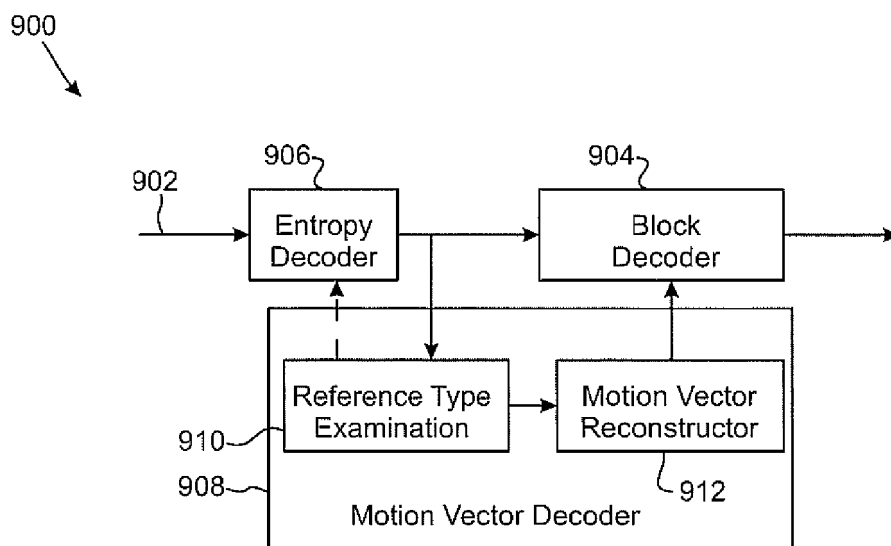 900
906
904
902
Entropy
Decoder
Block
Decoder
Reference Type
Examination
Motion Vector
Reconstructor
910
908
912
Motion Vector Decoder